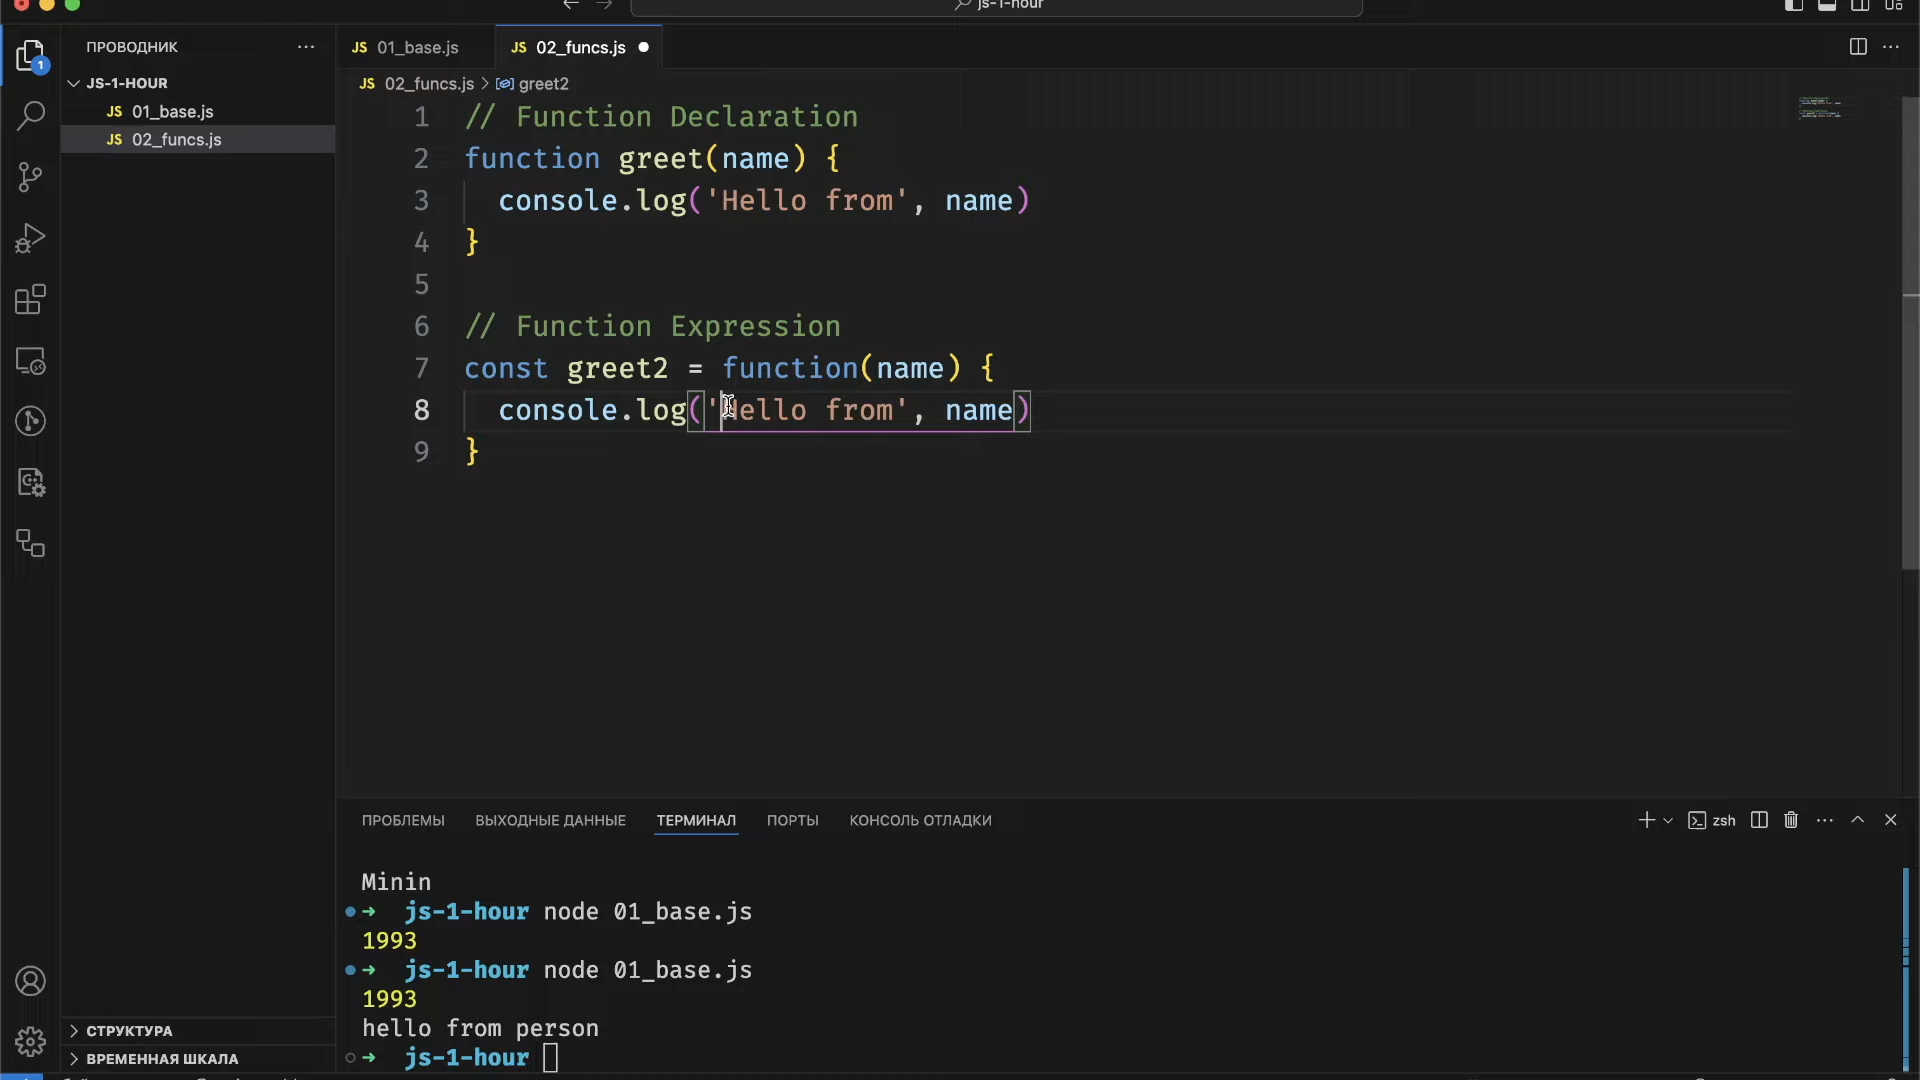 js-1-hour
ПРОВОДНИК
JS 01_base.js
JS 02_funcs.js
1
JS-1-HOUR
JS 01_base.js
JS 02_funcs.js
JS 02_funcs.js > greet2
1 // Function Declaration
2 function greet(name) {
3 console.log('Hello from', name)
4 }
5
6 // Function Expression
7 const greet2 = function(name) {
8 console.log('Hello from', name)
9 }
ПРОБЛЕМЫ ВЫХОДНЫЕ ДАННЫЕ ТЕРМИНАЛ ПОРТЫ КОНСОЛЬ ОТЛАДКИ
zsh
Minin
➜ js-1-hour node 01_base.js
1993
➜ js-1-hour node 01_base.js
1993
hello from person
➜ js-1-hour
СТРУКТУРА
ВРЕМЕННАЯ ШКАЛА